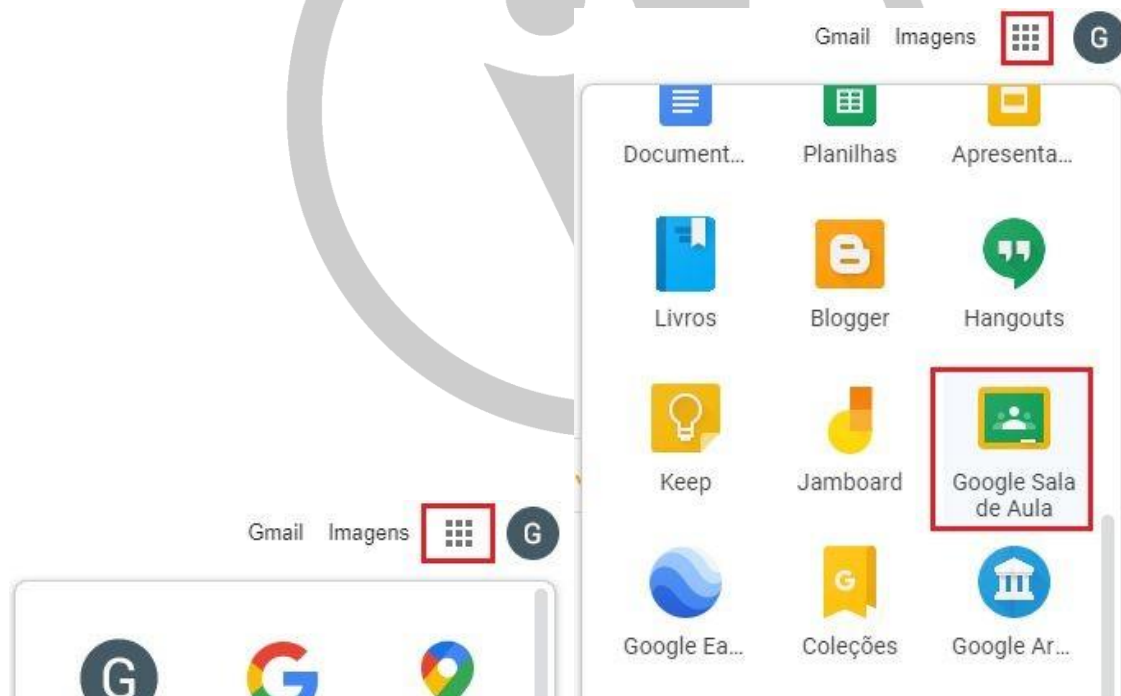 Gmail Imagens G
G G
Gmail Imagens G
Document... Planilhas Apresenta...
Livros Blogger Hangouts
Keep Jamboard Google Sala
de Aula
G
Google Ea... Coleções Google Ar...